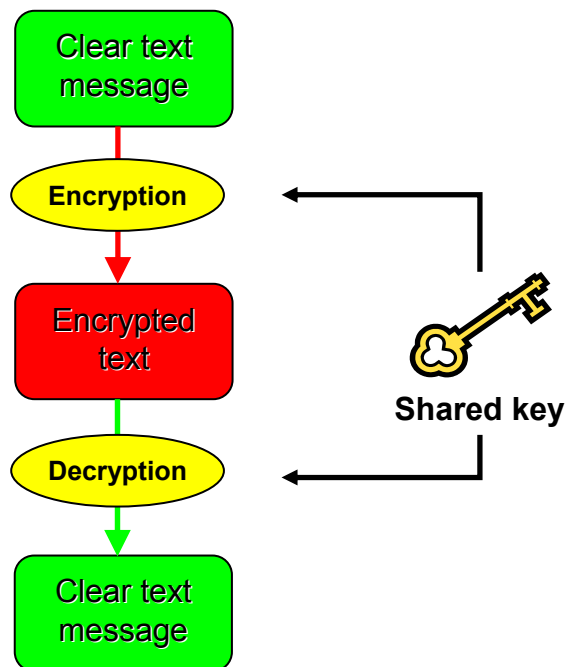 Clear text
message
Encryption
Encrypted
text
Shared key
Decryption
Clear text
message